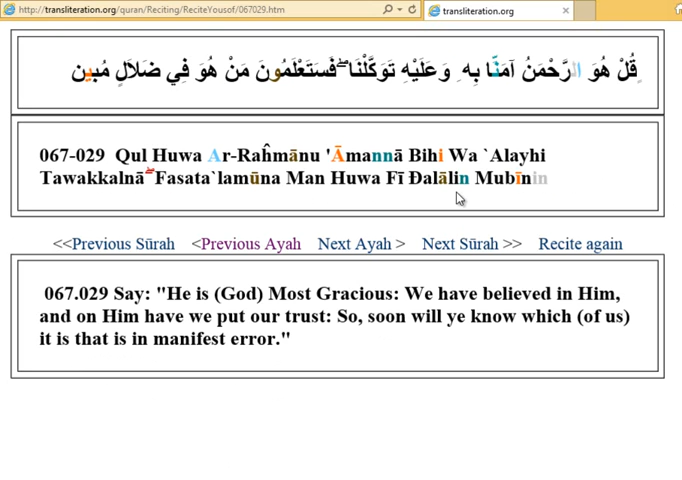 http://transliteration.org/quran/Reciting/ReciteYousof/067029.htm
transliteration.org
قُلْ هُوَ الرَّحْمَنُ آمَنَّا بِهِ وَعَلَيْهِ تَوَكَّلْنَا ۖ فَسَتَعْلَمُونَ مَنْ هُوَ فِي ضَلاَلٍ مُبِينٍ
067-029 Qul Huwa Ar-Raĥmānu 'Āmannā Bihi Wa `Alayhi
Tawakkalnā ۖ Fasata`lamūna Man Huwa Fī Đalālin Mubīnin
<<Previous Sūrah <Previous Ayah Next Ayah > Next Sūrah >> Recite again
067.029 Say: "He is (God) Most Gracious: We have believed in Him,
and on Him have we put our trust: So, soon will ye know which (of us)
it is that is in manifest error."